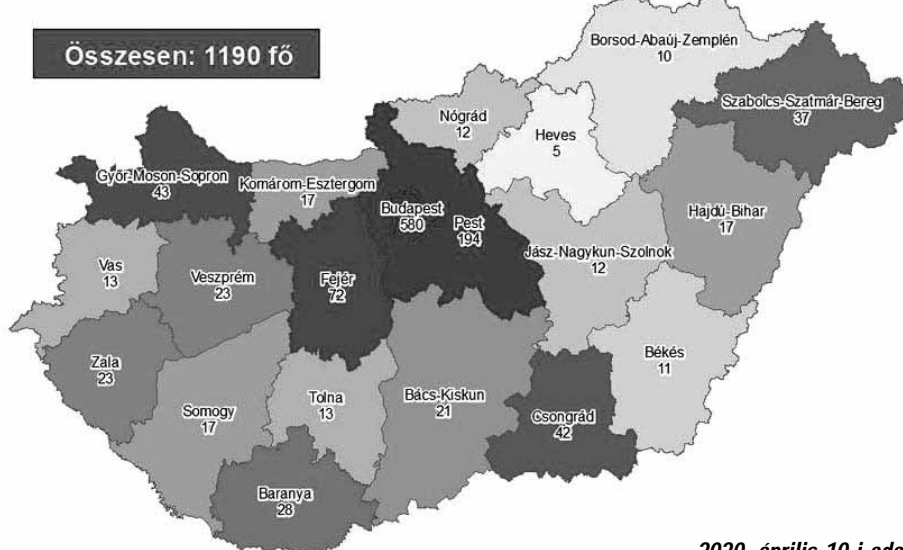 Összesen: 1190 fő
Borsod-Abaúj-Zemplén
10
Szabolcs-Szatmár-Bereg
37
Nógrád
12
Heves
5
Győr-Moson-Sopron
43
Komárom-Esztergom
17
Budapest
580
Pest
194
Hajdú-Bihar
17
Jász-Nagykun-Szolnok
12
Vas
13
Veszprém
23
Fejér
72
Békés
11
Zala
23
Somogy
17
Tolna
13
Bács-Kiskun
21
Csongrád
42
Baranya
28
2020. április 10-i